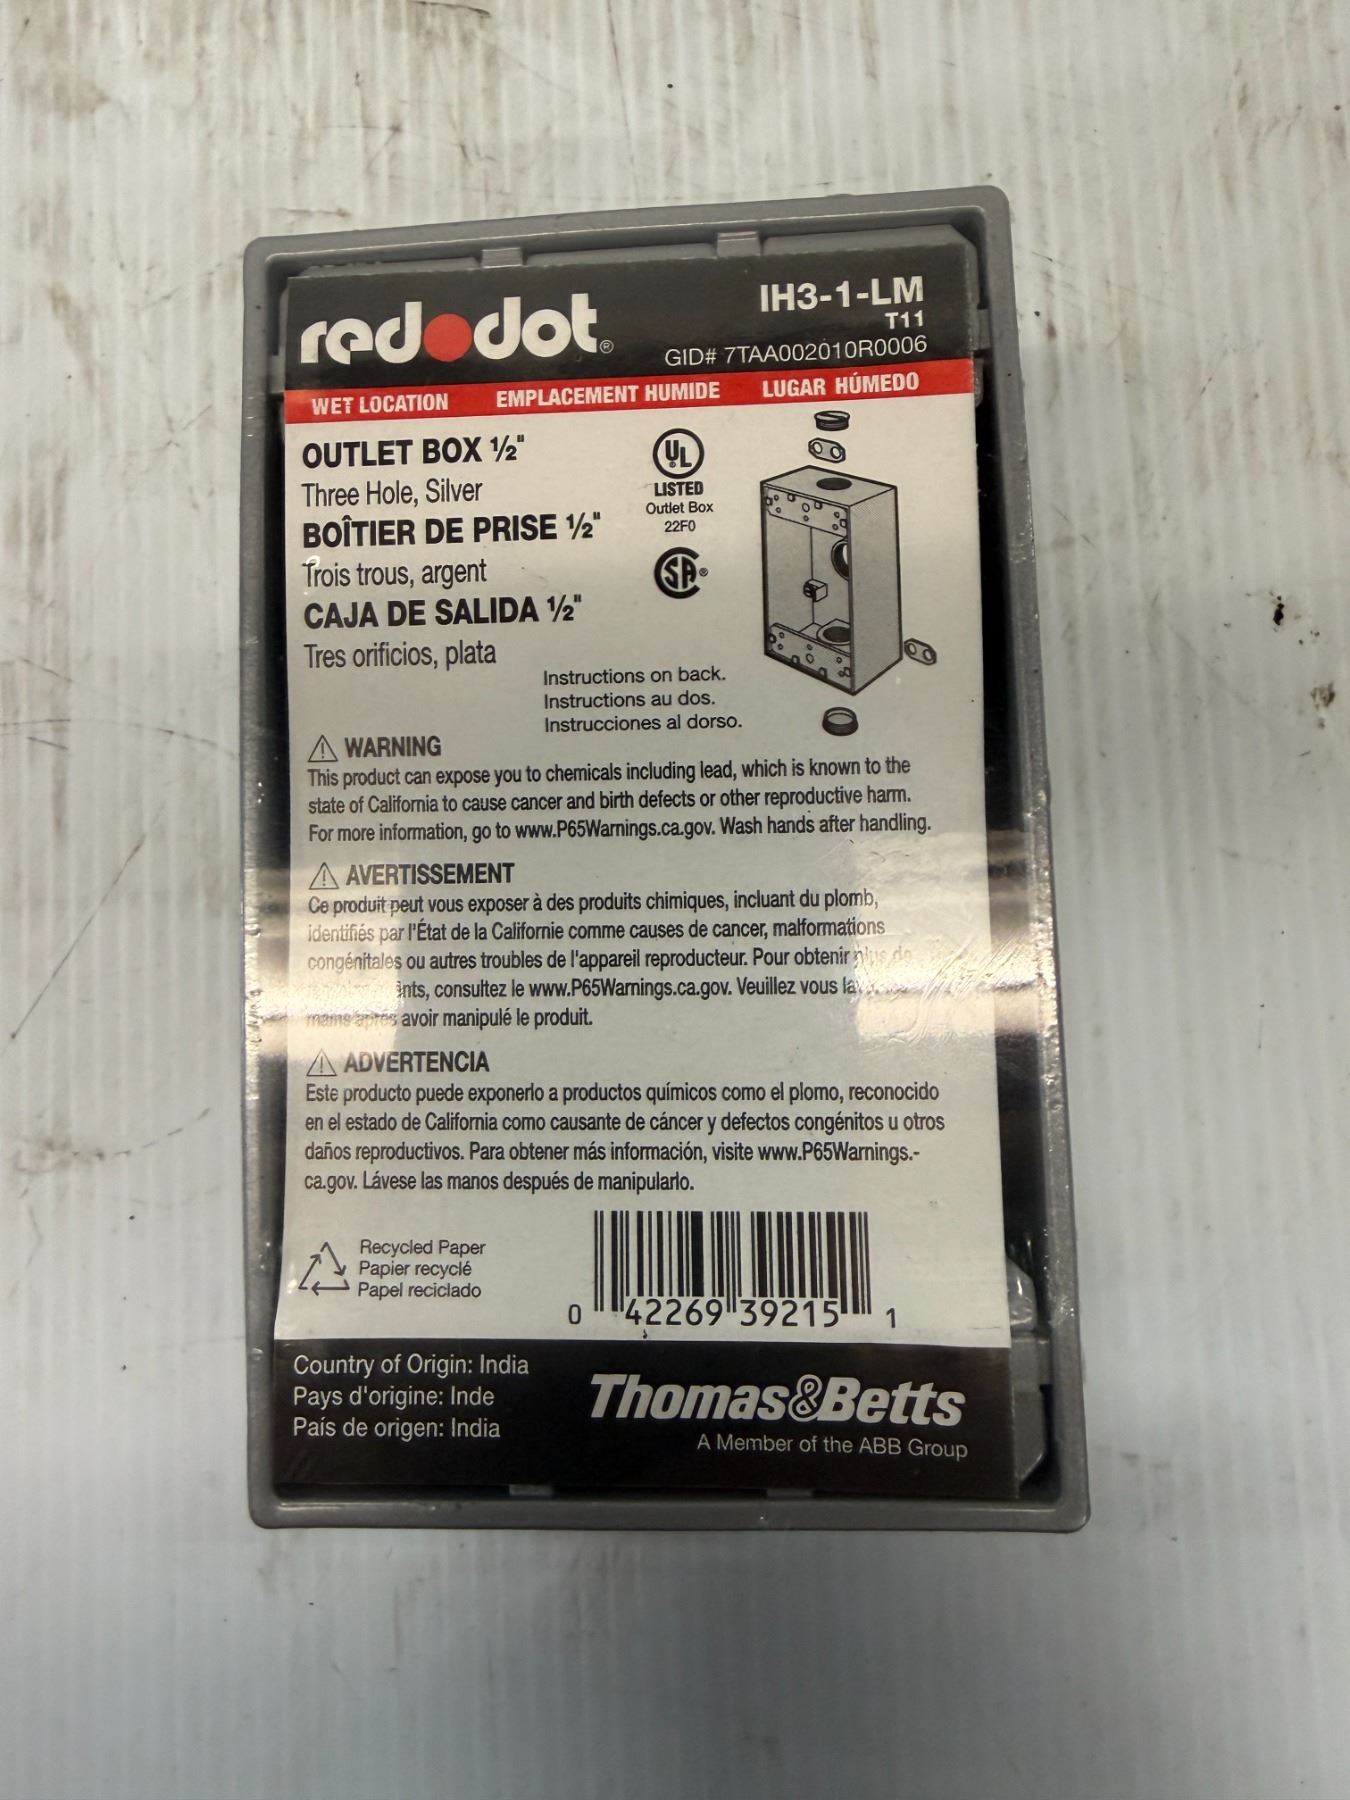 red•dot®
IH3-1-LM
T11
GID# 7TAA002010R0006
WET LOCATION EMPLACEMENT HUMIDE LUGAR HÚMEDO
OUTLET BOX ½"
Three Hole, Silver
BOÎTIER DE PRISE ½"
Trois trous, argent
CAJA DE SALIDA ½"
Tres orificios, plata
UL
LISTED
Outlet Box
22F0
SA®
Instructions on back.
Instructions au dos.
Instrucciones al dorso.
⚠ WARNING
This product can expose you to chemicals including lead, which is known to the
state of California to cause cancer and birth defects or other reproductive harm.
For more information, go to www.P65Warnings.ca.gov. Wash hands after handling.
⚠ AVERTISSEMENT
Ce produit peut vous exposer à des produits chimiques, incluant du plomb,
identifiés par l'État de la Californie comme causes de cancer, malformations
congénitales ou autres troubles de l'appareil reproducteur. Pour obtenir plus de
consultez le www.P65Warnings.ca.gov. Veuillez vous
mains après avoir manipulé le produit.
⚠ ADVERTENCIA
Este producto puede exponerlo a productos químicos como el plomo, reconocido
en el estado de California como causante de cáncer y defectos congénitos u otros
daños reproductivos. Para obtener más información, visite www.P65Warnings.-
ca.gov. Lávese las manos después de manipularlo.
Recycled Paper
Papier recyclé
Papel reciclado
0 42269 39215 1
Country of Origin: India
Pays d'origine: Inde
País de origen: India
Thomas&Betts
A Member of the ABB Group